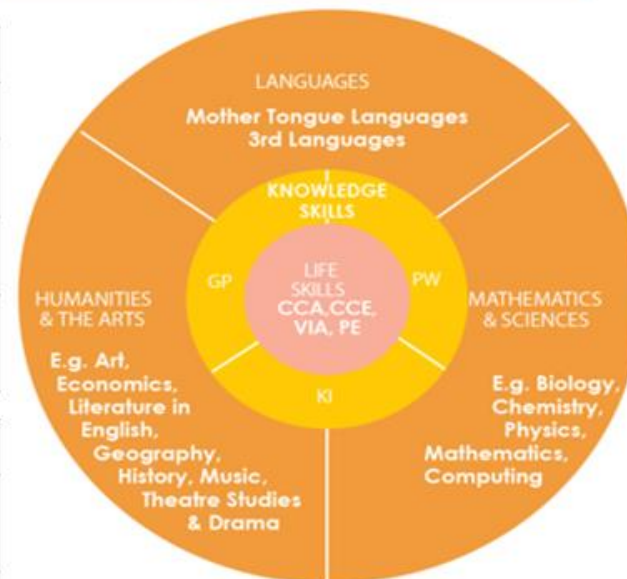 LANGUAGES
Mother Tongue Languages
3rd Languages
KNOWLEDGE
SKILLS
GP
PW
LIFE
SKILLS
CCA,CCE,
VIA, PE
KI
HUMANITIES
& THE ARTS
E.g. Art,
Economics,
Literature in
English,
Geography,
History, Music,
Theatre Studies
& Drama
MATHEMATICS
& SCIENCES
E.g. Biology,
Chemistry,
Physics,
Mathematics,
Computing